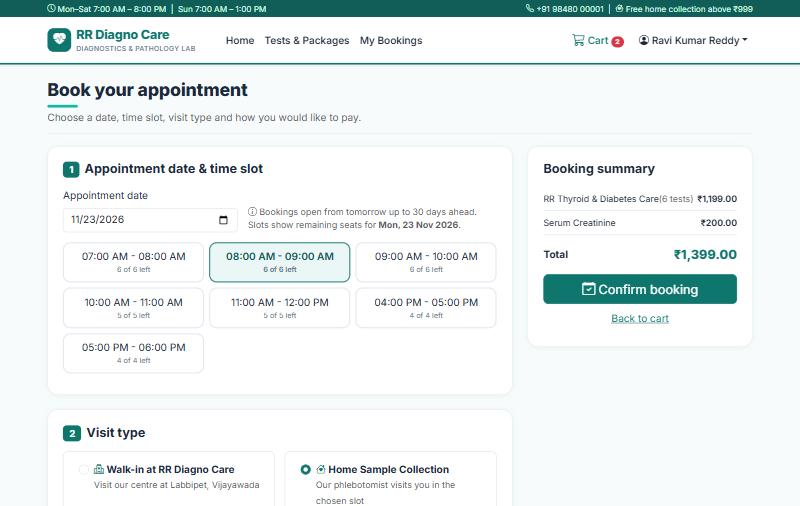 Mon-Sat 7:00 AM – 8:00 PM | Sun 7:00 AM – 1:00 PM
+91 98480 00001 | Free home collection above ₹999
RR Diagno Care
DIAGNOSTICS & PATHOLOGY LAB
Home Tests & Packages My Bookings
Cart 2 Ravi Kumar Reddy
Book your appointment
Choose a date, time slot, visit type and how you would like to pay.
1 Appointment date & time slot
Appointment date
11/23/2026
Bookings open from tomorrow up to 30 days ahead.
Slots show remaining seats for Mon, 23 Nov 2026.
07:00 AM - 08:00 AM
6 of 6 left
08:00 AM - 09:00 AM
6 of 6 left
09:00 AM - 10:00 AM
6 of 6 left
10:00 AM - 11:00 AM
5 of 5 left
11:00 AM - 12:00 PM
5 of 5 left
04:00 PM - 05:00 PM
4 of 4 left
05:00 PM - 06:00 PM
4 of 4 left
2 Visit type
Walk-in at RR Diagno Care
Visit our centre at Labbipet, Vijayawada
Home Sample Collection
Our phlebotomist visits you in the
chosen slot
Booking summary
RR Thyroid & Diabetes Care(6 tests) ₹1,199.00
Serum Creatinine ₹200.00
Total ₹1,399.00
Confirm booking
Back to cart